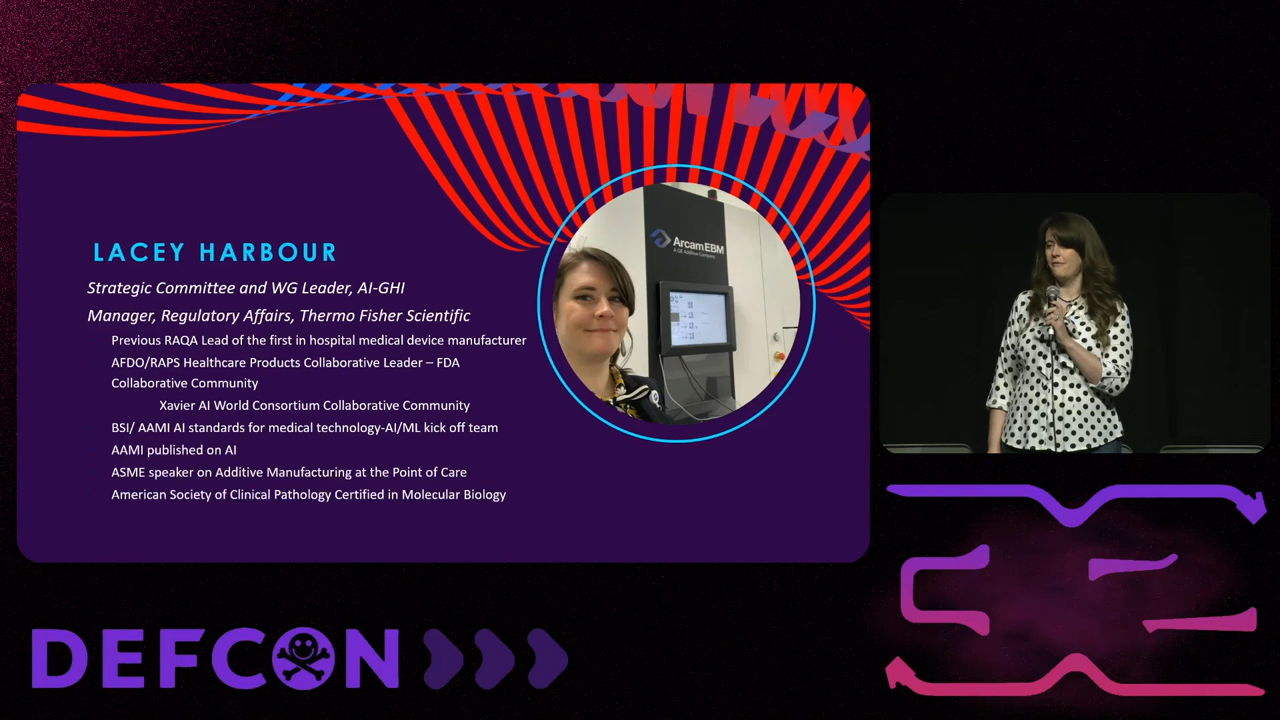 LACEY HARBOUR
Strategic Committee and WG Leader, AI-GHI
Manager, Regulatory Affairs, Thermo Fisher Scientific
Previous RAQA Lead of the first in hospital medical device manufacturer
AFDO/RAPS Healthcare Products Collaborative Leader – FDA
Collaborative Community
Xavier AI World Consortium Collaborative Community
BSI/ AAMI AI standards for medical technology-AI/ML kick off team
AAMI published on AI
ASME speaker on Additive Manufacturing at the Point of Care
American Society of Clinical Pathology Certified in Molecular Biology
ArcamEBM
A GE Additive Company
DEFCON